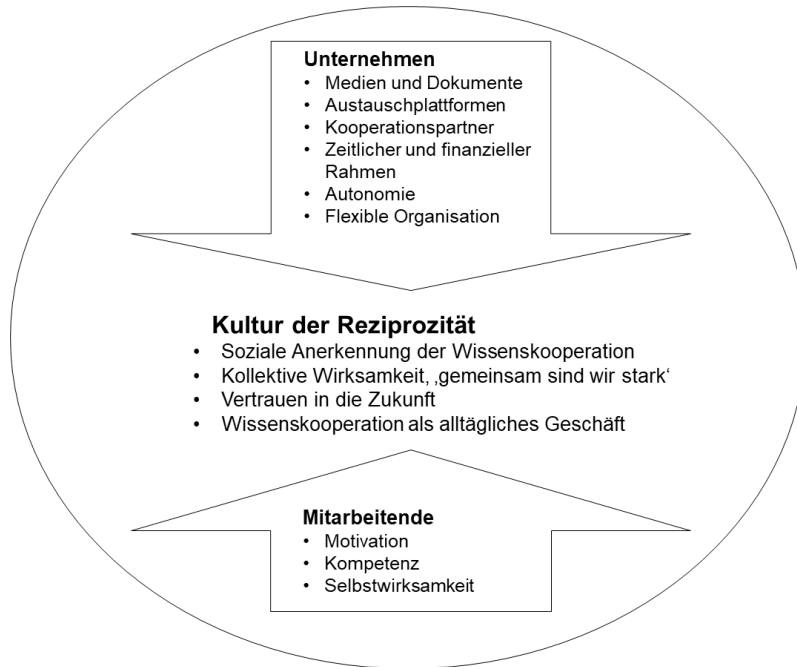 Unternehmen
• Medien und Dokumente
• Austauschplattformen
• Kooperationspartner
• Zeitlicher und finanzieller
Rahmen
• Autonomie
• Flexible Organisation
Kultur der Reziprozität
• Soziale Anerkennung der Wissenskooperation
• Kollektive Wirksamkeit, ‚gemeinsam sind wir stark‘
• Vertrauen in die Zukunft
• Wissenskooperation als alltägliches Geschäft
Mitarbeitende
• Motivation
• Kompetenz
• Selbstwirksamkeit